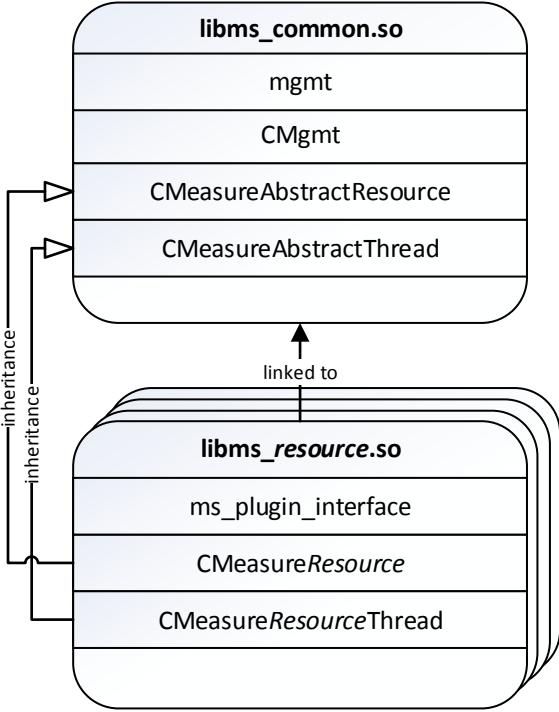 libms_common.so
mgmt
CMgmt
CMeasureAbstractResource
CMeasureAbstractThread
inheritance
inheritance
linked to
libms_resource.so
ms_plugin_interface
CMeasureResource
CMeasureResourceThread